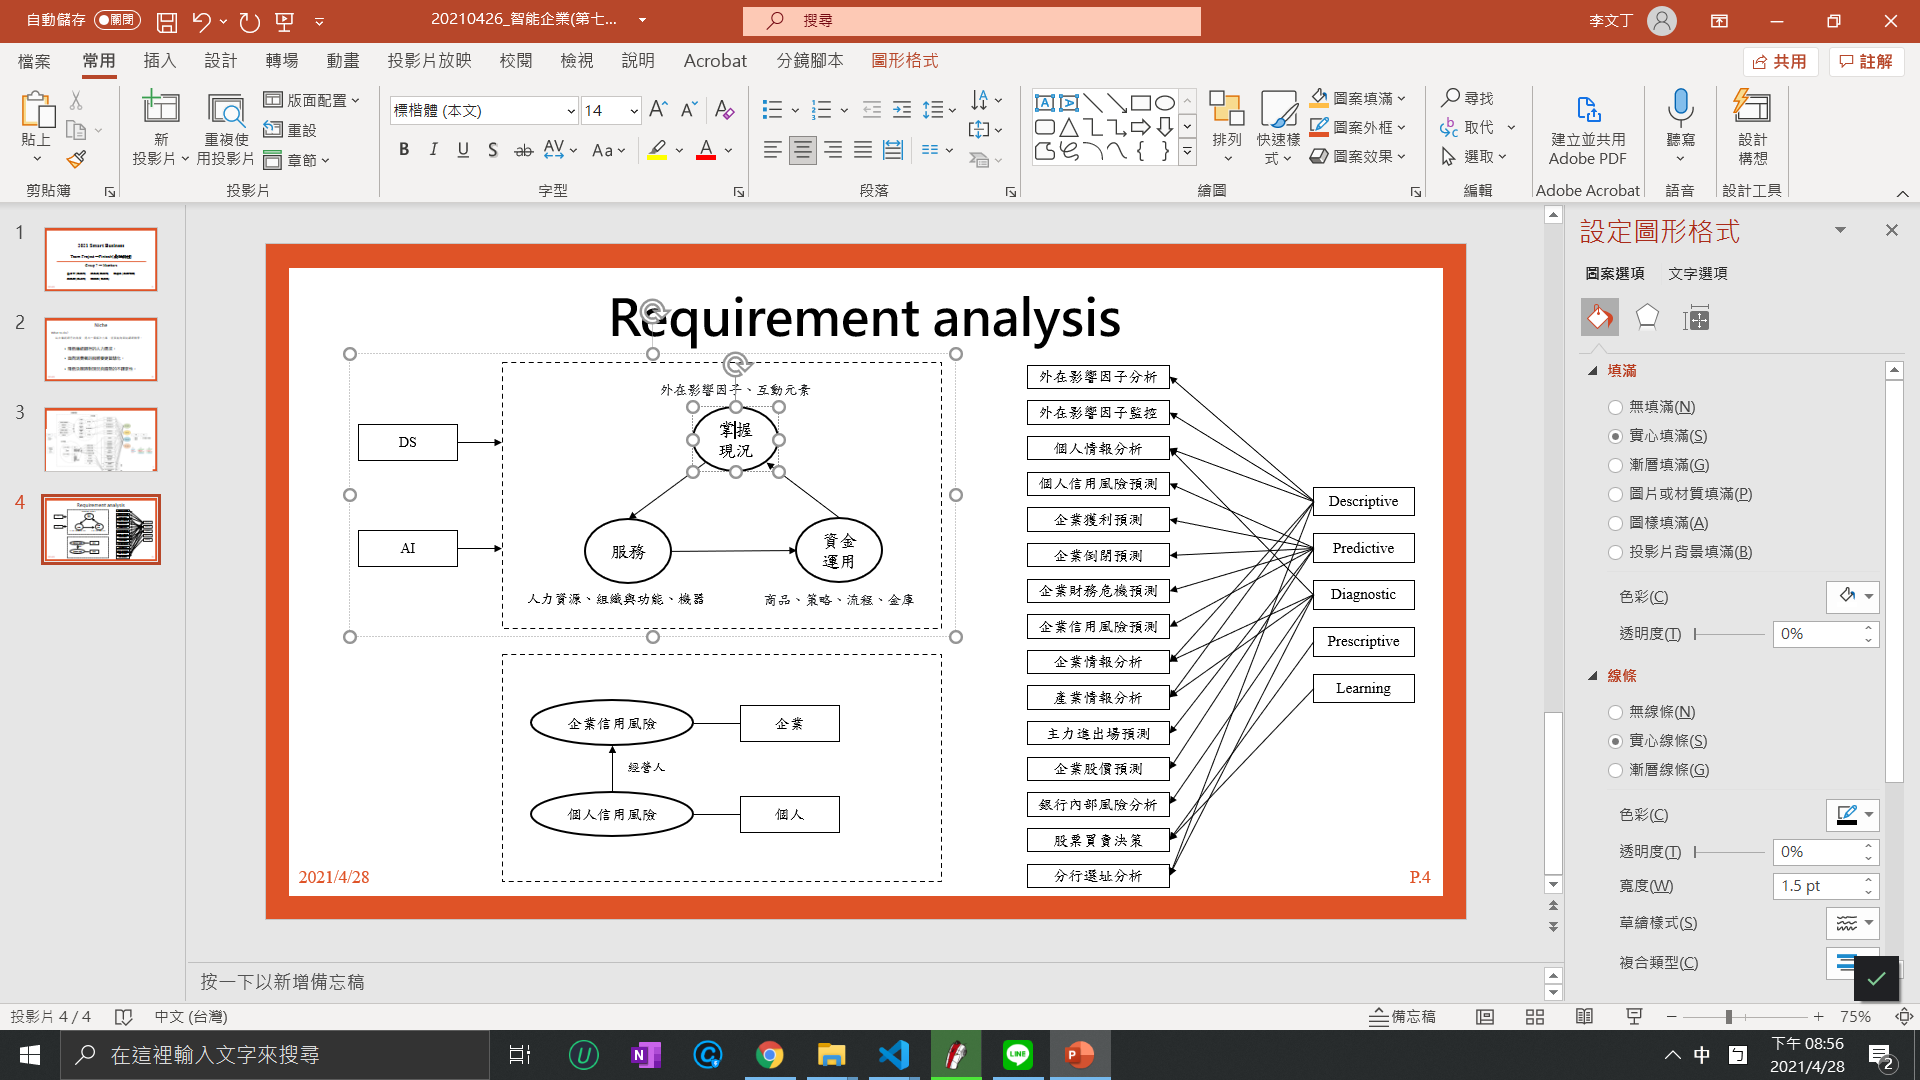 自動儲存 關閉
20210426_智能企業(第七...
搜尋
李文丁
檔案 常用 插入 設計 轉場 動畫 投影片放映 校閱 檢視 說明 Acrobat 分鏡腳本 圖形格式
共用 註解
貼上
剪貼簿
新
投影片
重複使
用投影片
版面配置
重設
章節
投影片
標楷體 (本文) 14
B I U S ab AV Aa A
字型
段落
排列
快速樣
式
圖案填滿
圖案外框
圖案效果
繪圖
尋找
取代
選取
編輯
建立並共用
Adobe PDF
Adobe Acrobat
聽寫
語音
設計
構想
設計工具
1
2021 Smart Business
2
Niche
3
4
Requirement analysis
Requirement analysis
外在影響因子、互動元素
掌握
現況
DS
AI
服務
資金
運用
人力資源、組織與功能、機器
商品、策略、流程、金庫
企業信用風險
企業
經營人
個人信用風險
個人
外在影響因子分析
外在影響因子監控
個人情報分析
個人信用風險預測
企業獲利預測
企業倒閉預測
企業財務危機預測
企業信用風險預測
企業情報分析
產業情報分析
主力進出場預測
企業股價預測
銀行內部風險分析
股票買賣決策
分行選址分析
Descriptive
Predictive
Diagnostic
Prescriptive
Learning
2021/4/28
P.4
按一下以新增備忘稿
設定圖形格式
圖案選項 文字選項
填滿
無填滿(N)
實心填滿(S)
漸層填滿(G)
圖片或材質填滿(P)
圖樣填滿(A)
投影片背景填滿(B)
色彩(C)
透明度(T) 0%
線條
無線條(N)
實心線條(S)
漸層線條(G)
色彩(C)
透明度(T) 0%
寬度(W) 1.5 pt
草繪樣式(S)
複合類型(C)
投影片 4 / 4 中文 (台灣)
備忘稿
75%
在這裡輸入文字來搜尋
LINE
中
下午 08:56
2021/4/28
2